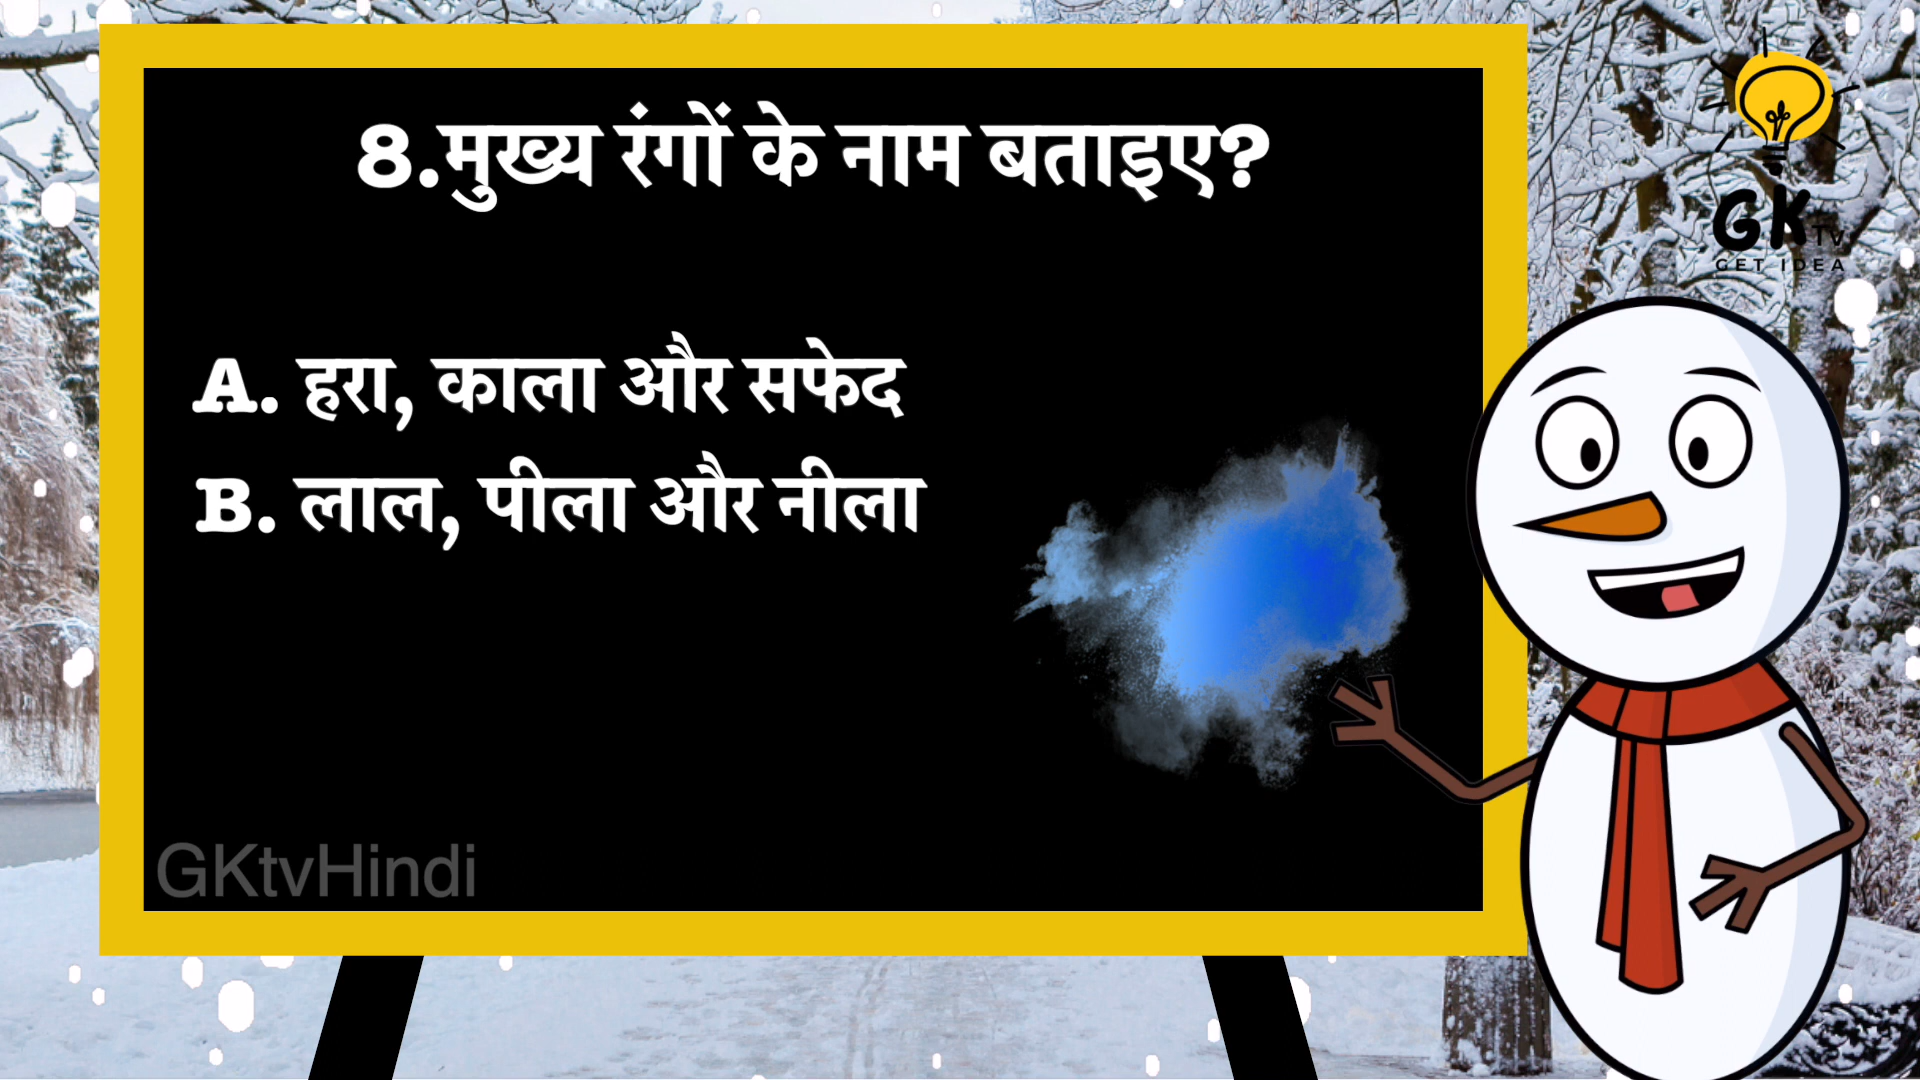 8.मुख्य रंगों के नाम बताइए?
A. हरा, काला और सफेद
B. लाल, पीला और नीला
GKtvHindi
GK TV
GET IDEA